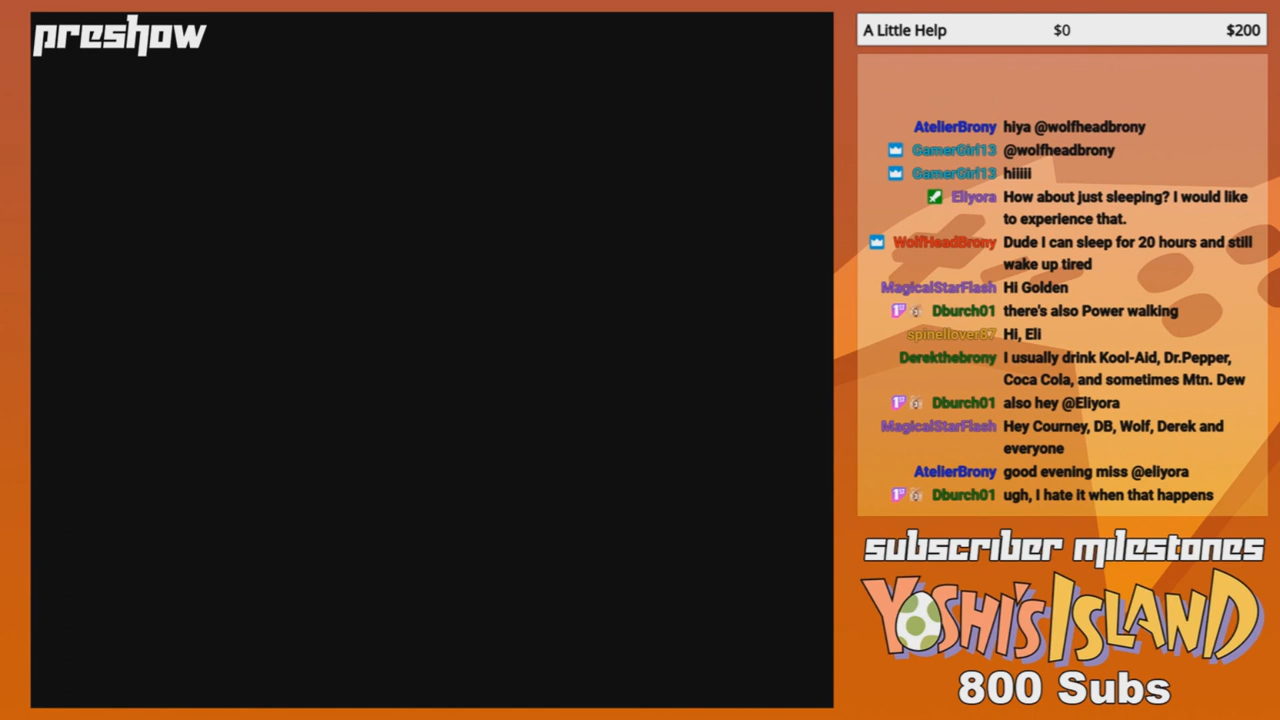 preshow
A Little Help $0 $200
AtelierBrony hiya @wolfheadbrony
GamerGirl13 @wolfheadbrony
GamerGirl13 hiiiii
Eliyora How about just sleeping? I would like
to experience that.
WolfHeadBrony Dude I can sleep for 20 hours and still
wake up tired
MagicalStarFlash Hi Golden
Dburch01 there's also Power walking
spinellover87 Hi, Eli
Derekthebrony I usually drink Kool-Aid, Dr.Pepper,
Coca Cola, and sometimes Mtn. Dew
Dburch01 also hey @Eliyora
MagicalStarFlash Hey Courney, DB, Wolf, Derek and
everyone
AtelierBrony good evening miss @eliyora
Dburch01 ugh, I hate it when that happens
subscriber milestones
YOSHI'S ISLAND
800 Subs